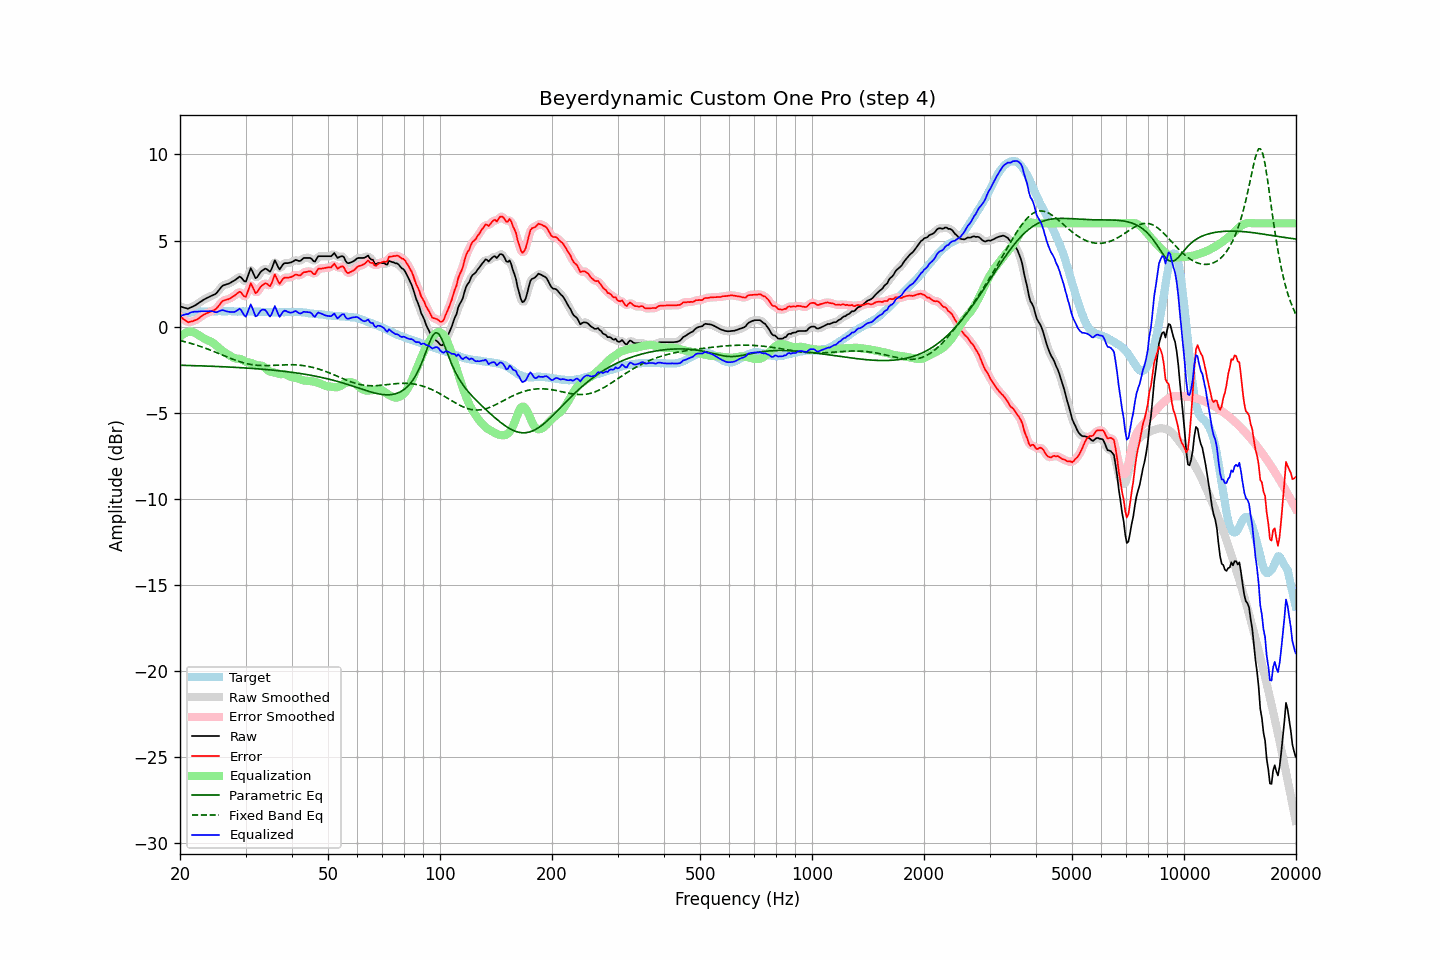 Beyerdynamic Custom One Pro (step 4)
10
5
0
−5
−10
−15
−20
−25
−30
Amplitude (dBr)
Target
Raw Smoothed
Error Smoothed
Raw
Error
Equalization
Parametric Eq
Fixed Band Eq
Equalized
20 50 100 200 500 1000 2000 5000 10000 20000
Frequency (Hz)